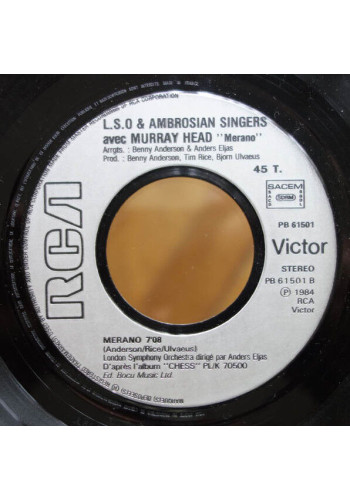 L.S.O & AMBROSIAN SINGERS
avec MURRAY HEAD "Merano"
Arrgts. : Benny Anderson & Anders Eljas
Prod. : Benny Anderson, Tim Rice, Bjorn Ulvaeus
45 T.
SACEM
PB 61501
RCA
Victor
STEREO
PB 61501 B
℗ 1984
RCA
Victor
MERANO 7'08
(Anderson/Rice/Ulvaeus)
London Symphony Orchestra dirigé par Anders Eljas
D'après l'album "CHESS" PL/K 70500
Ed. Bocu Music Ltd.